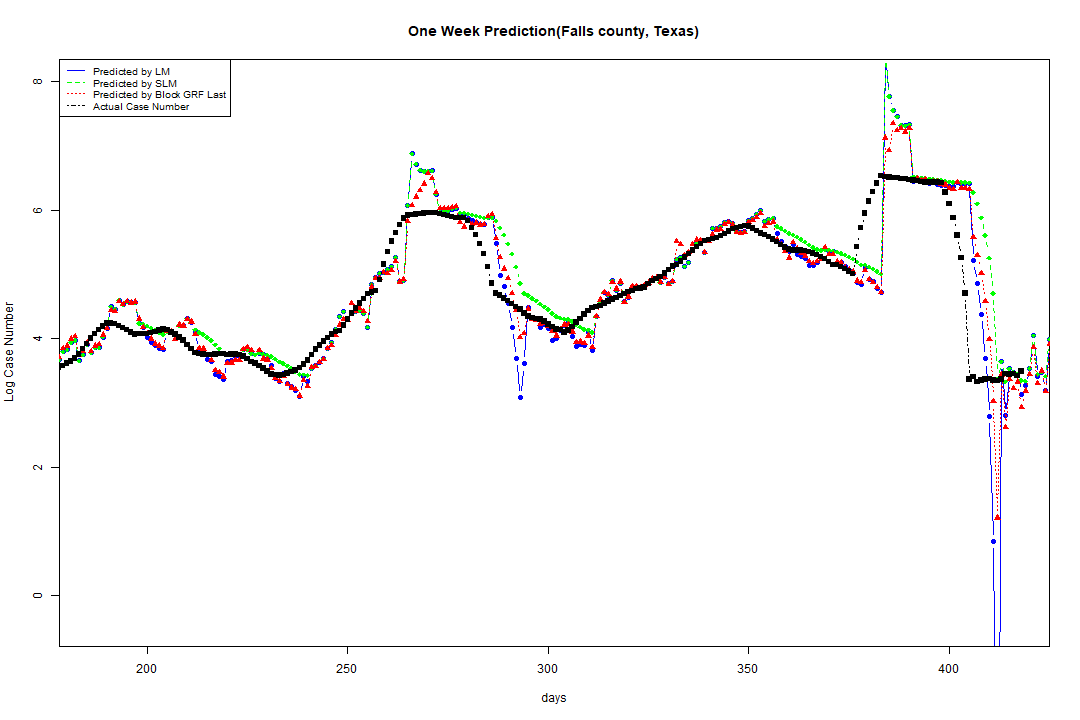 One Week Prediction(Falls county, Texas)
Predicted by LM
Predicted by SLM
Predicted by Block GRF Last
Actual Case Number
8
6
4
2
0
Log Case Number
200 250 300 350 400
days